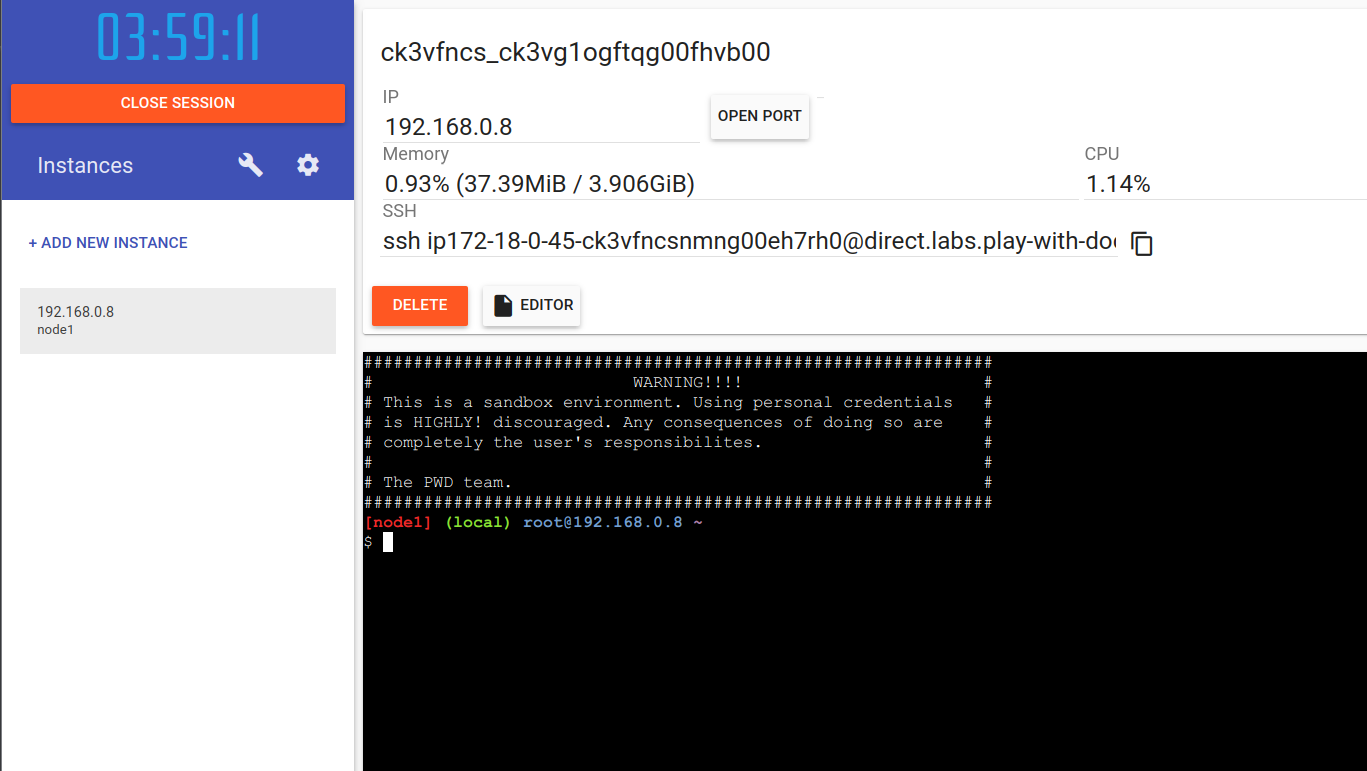 03:59:11
CLOSE SESSION
Instances
+ ADD NEW INSTANCE
192.168.0.8
node1
ck3vfncs_ck3vg1ogftqg00fhvb00
IP
192.168.0.8
OPEN PORT
Memory
0.93% (37.39MiB / 3.906GiB)
CPU
1.14%
SSH
ssh ip172-18-0-45-ck3vfncsnmng00eh7rh0@direct.labs.play-with-do
DELETE
EDITOR
###############################################################
# WARNING!!!! #
# This is a sandbox environment. Using personal credentials #
# is HIGHLY! discouraged. Any consequences of doing so are #
# completely the user's responsibilites. #
# #
# The PWD team. #
###############################################################
[node1] (local) root@192.168.0.8 ~
$